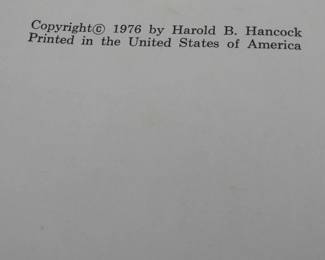 Copyright© 1976 by Harold B. Hancock
Printed in the United States of America